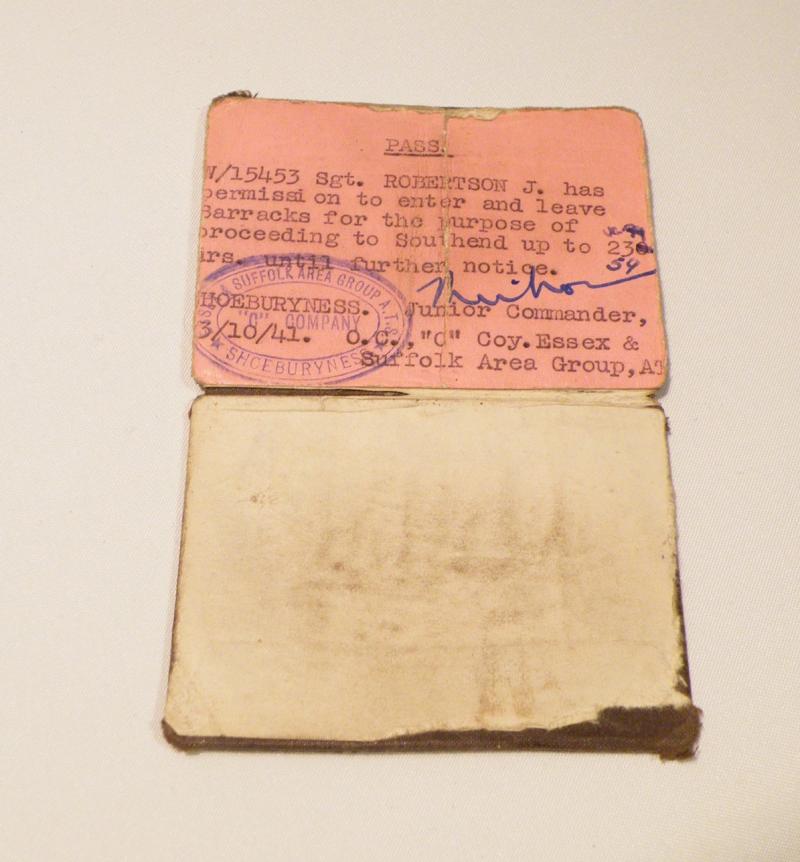 PASS.
W/15453 Sgt. ROBERTSON J. has
permission to enter and leave
Barracks for the purpose of
proceeding to Southend up to 23
hrs. until further notice.
59
SHOEBURYNESS. Junior Commander,
3/10/41. O.C.,"C" Coy.Essex &
Suffolk Area Group,AT
& SUFFOLK AREA GROUP A.T.S.
"C" COMPANY
SHOEBURYNESS